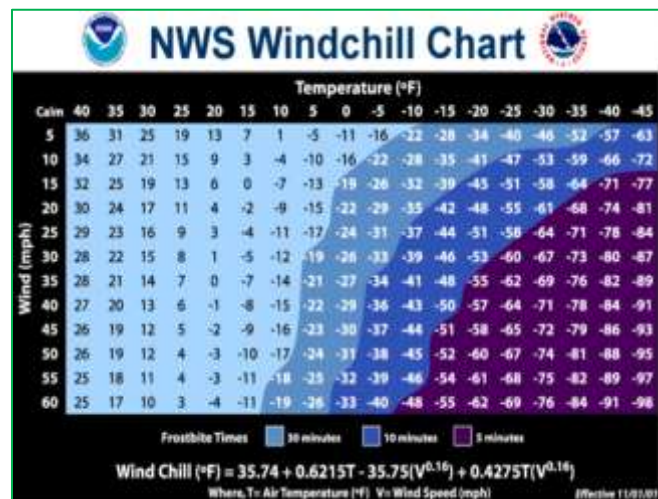 NWS Windchill Chart
Temperature (°F)
Calm 40 35 30 25 20 15 10 5 0 -5 -10 -15 -20 -25 -30 -35 -40 -45
Wind (mph)
5 36 31 25 19 13 7 1 -5 -11 -16 -22 -28 -34 -40 -46 -52 -57 -63
10 34 27 21 15 9 3 -4 -10 -16 -22 -28 -35 -41 -47 -53 -59 -66 -72
15 32 25 19 13 6 0 -7 -13 -19 -26 -32 -39 -45 -51 -58 -64 -71 -77
20 30 24 17 11 4 -2 -9 -15 -22 -29 -35 -42 -48 -55 -61 -68 -74 -81
25 29 23 16 9 3 -4 -11 -17 -24 -31 -37 -44 -51 -58 -64 -71 -78 -84
30 28 22 15 8 1 -5 -12 -19 -26 -33 -39 -46 -53 -60 -67 -73 -80 -87
35 28 21 14 7 0 -7 -14 -21 -27 -34 -41 -48 -55 -62 -69 -76 -82 -89
40 27 20 13 6 -1 -8 -15 -22 -29 -36 -43 -50 -57 -64 -71 -78 -84 -91
45 26 19 12 5 -2 -9 -16 -23 -30 -37 -44 -51 -58 -65 -72 -79 -86 -93
50 26 19 12 4 -3 -10 -17 -24 -31 -38 -45 -52 -60 -67 -74 -81 -88 -95
55 25 18 11 4 -3 -11 -18 -25 -32 -39 -46 -54 -61 -68 -75 -82 -89 -97
60 25 17 10 3 -4 -11 -19 -26 -33 -40 -48 -55 -62 -69 -76 -84 -91 -98
Frostbite Times 30 minutes 10 minutes 5 minutes
Wind Chill (°F) = 35.74 + 0.6215T - 35.75(V^0.16) + 0.4275T(V^0.16)
Where, T= Air Temperature (°F) V= Wind Speed (mph) Effective 11/01/01